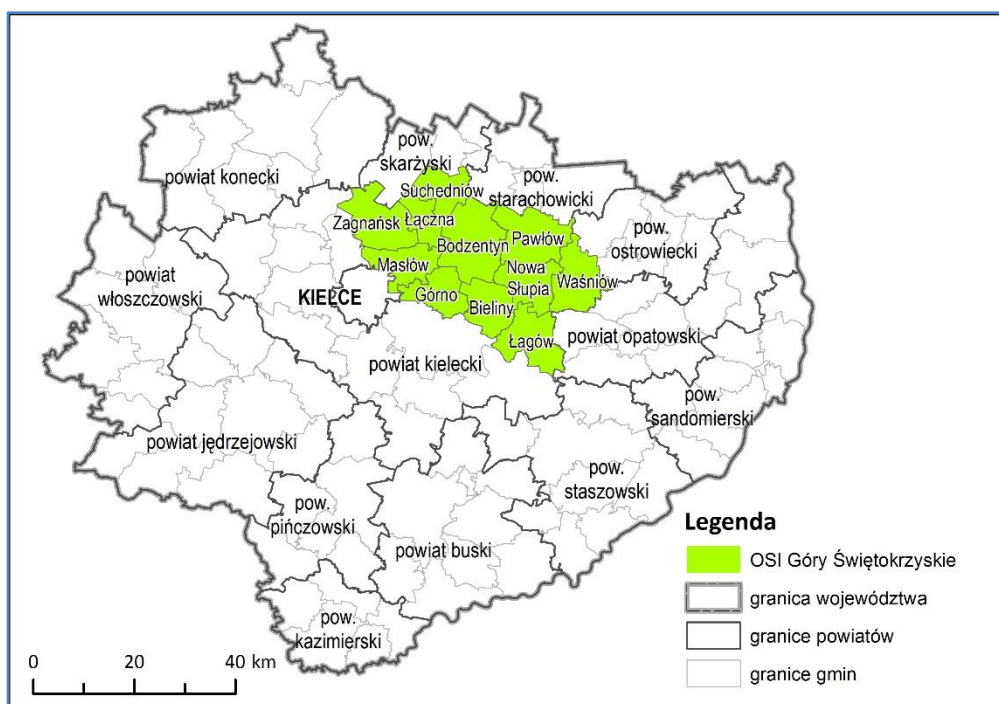 pow.
skarżyski
powiat konecki
Suchedniów
pow.
starachowicki
Zagnańsk
Łączna
pow.
ostrowiecki
Bodzentyn
Pawłów
powiat
włoszczowski
Masłów
Nowa
Słupia
Waśniów
KIELCE
Górno
Bieliny
Łagów
powiat opatowski
powiat kielecki
pow.
sandomierski
powiat jędrzejowski
pow.
staszowski
pow.
pińczowski
powiat buski
pow.
kazimierski
Legenda
OSI Góry Świętokrzyskie
granica województwa
granice powiatów
granice gmin
0 20 40 km